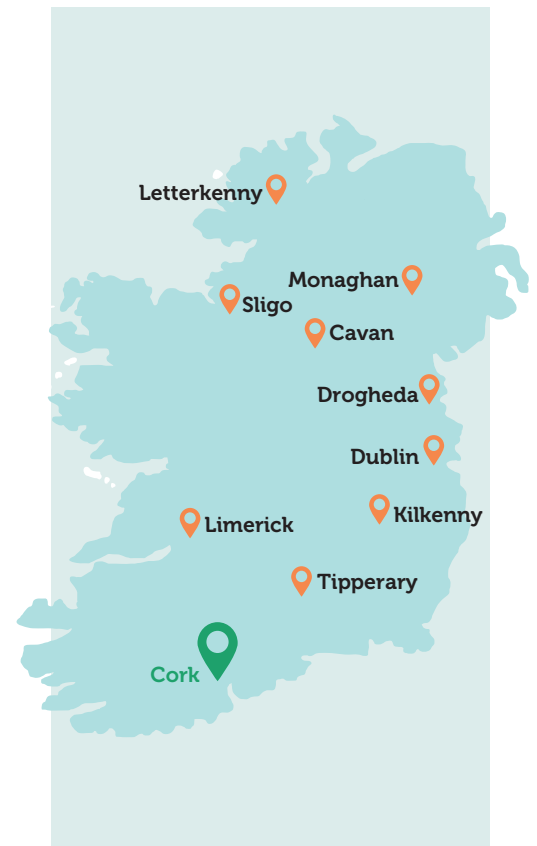 Letterkenny
Monaghan
Sligo
Cavan
Drogheda
Dublin
Kilkenny
Limerick
Tipperary
Cork